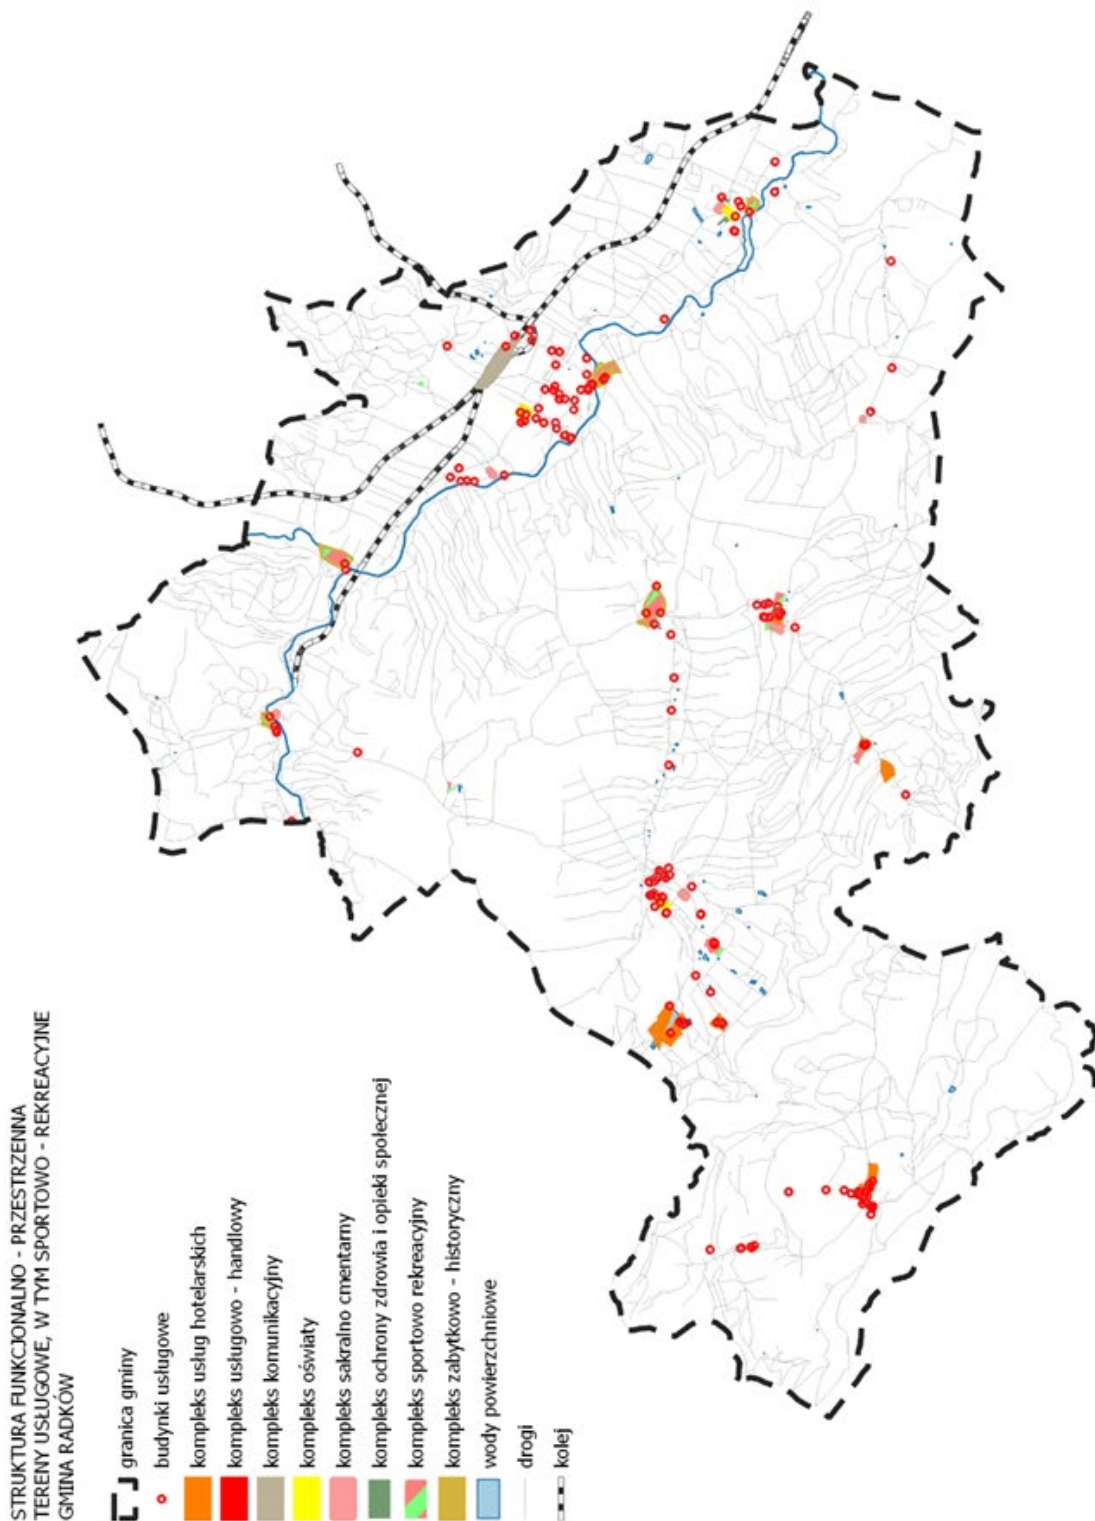 STRUKTURA FUNKCJONALNO - PRZESTRZENNA
TERENY USŁUGOWE, W TYM SPORTOWO - REKREACYJNE
GMINA RADKÓW
granica gminy
budynki usługowe
kompleks usług hotelarskich
kompleks usługowo - handlowy
kompleks komunikacyjny
kompleks oświaty
kompleks sakralno cmentarny
kompleks ochrony zdrowia i opieki społecznej
kompleks sportowo rekreacyjny
kompleks zabytkowo - historyczny
wody powierzchniowe
drogi
kolej